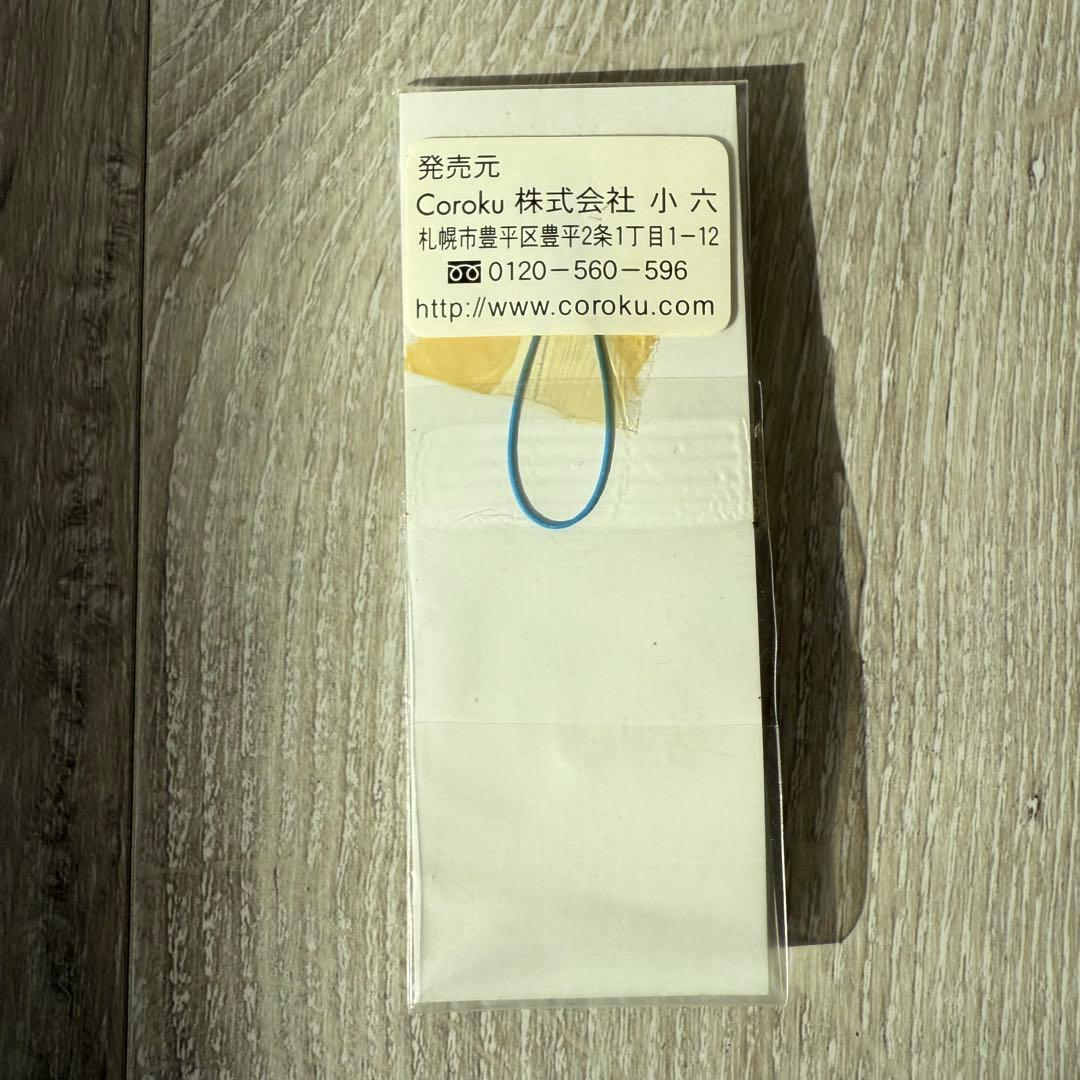 発売元
Coroku 株式会社 小 六
札幌市豊平区豊平2条1丁目1-12
0120-560-596
http://www.coroku.com